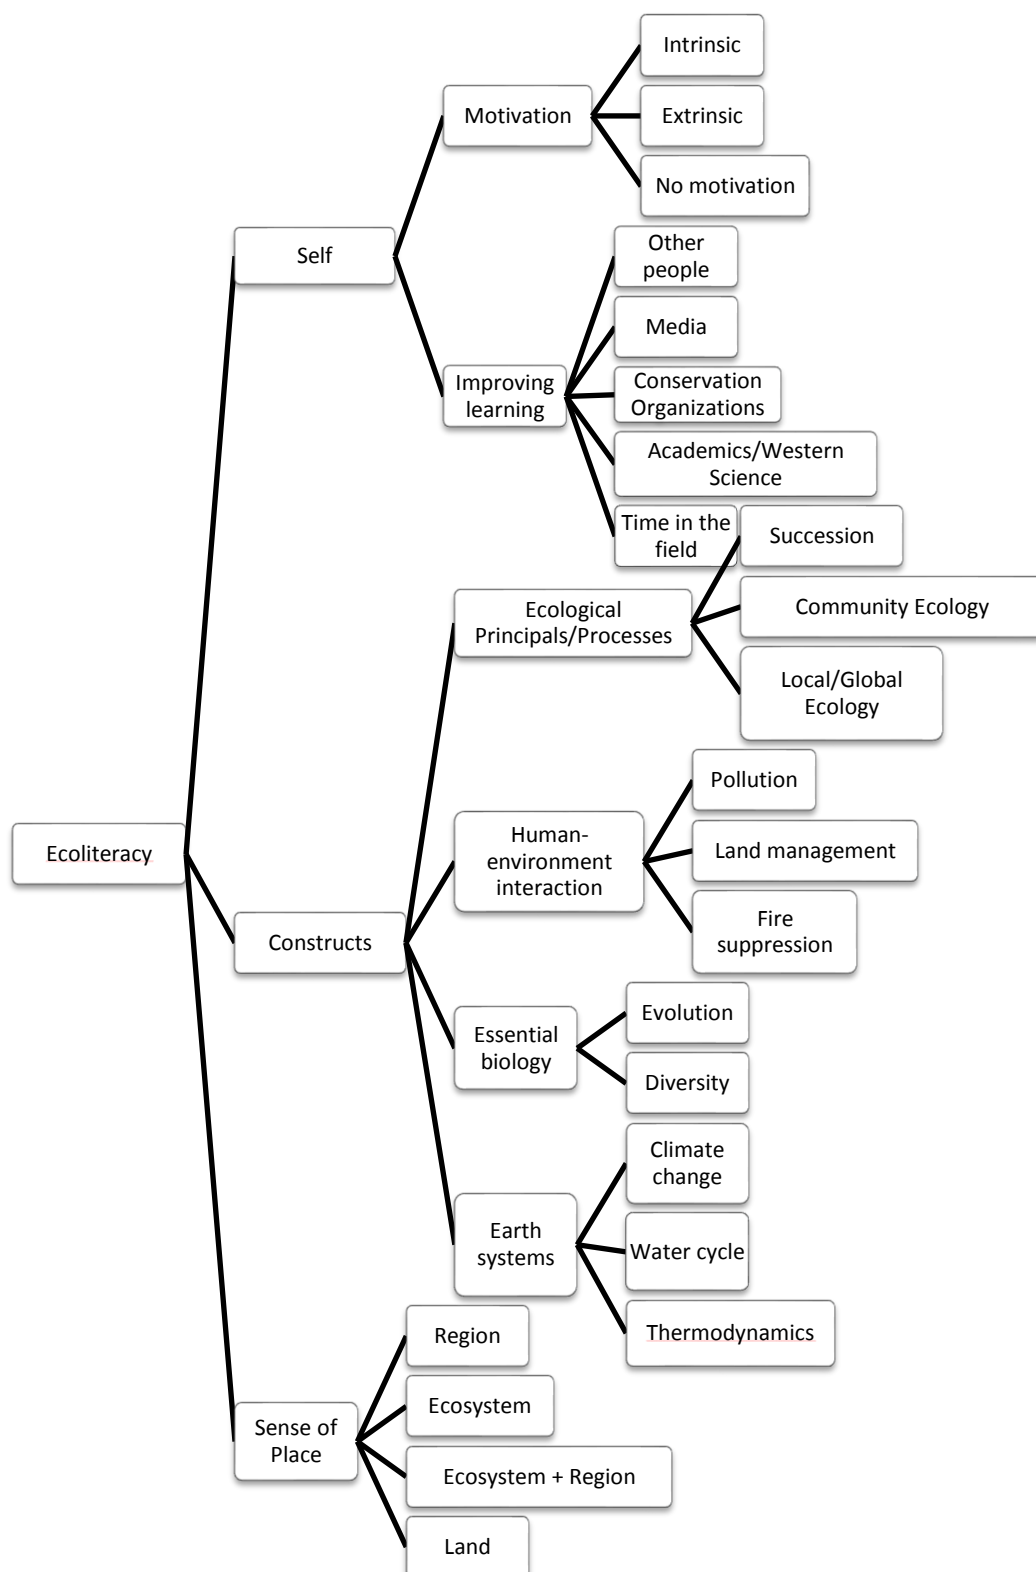 Intrinsic
Motivation
Extrinsic
No motivation
Self
Other
people
Media
Improving
learning
Conservation
Organizations
Academics/Western
Science
Time in the
field
Succession
Ecological
Principals/Processes
Community Ecology
Local/Global
Ecology
Pollution
Ecoliteracy
Human-
environment
interaction
Land management
Constructs
Fire
suppression
Evolution
Essential
biology
Diversity
Climate
change
Earth
systems
Water cycle
Thermodynamics
Region
Sense of
Place
Ecosystem
Ecosystem + Region
Land